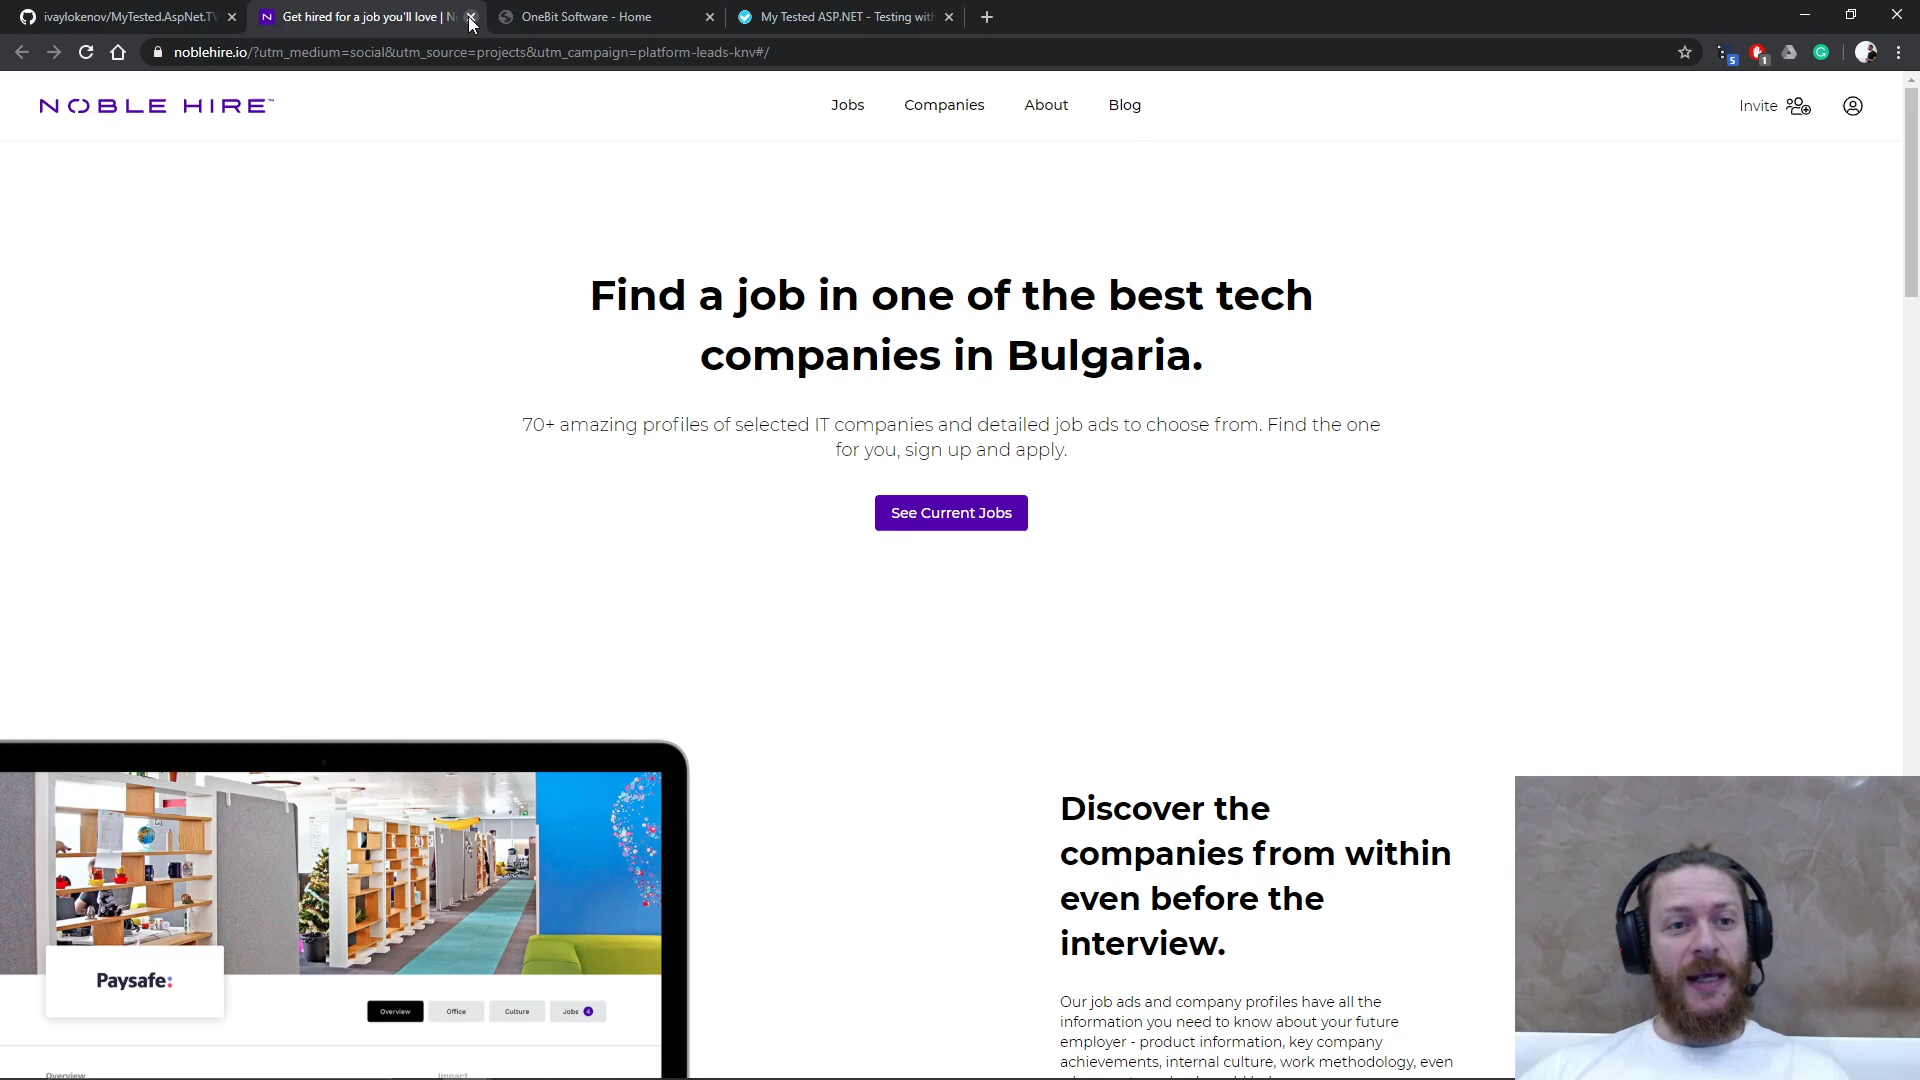 ivaylokenov/MyTested.AspNet.TV
Get hired for a job you'll love | N
OneBit Software - Home
My Tested ASP.NET - Testing with
noblehire.io/?utm_medium=social&utm_source=projects&utm_campaign=platform-leads-knv#/
5
1
NOBLE HIRE™
Jobs
Companies
About
Blog
Invite
Find a job in one of the best tech
companies in Bulgaria.
70+ amazing profiles of selected IT companies and detailed job ads to choose from. Find the one
for you, sign up and apply.
See Current Jobs
Discover the
companies from within
even before the
interview.
Paysafe:
Overview
Office
Culture
Jobs
Our job ads and company profiles have all the
information you need to know about your future
employer - product information, key company
achievements, internal culture, work methodology, even
Overview
Impact